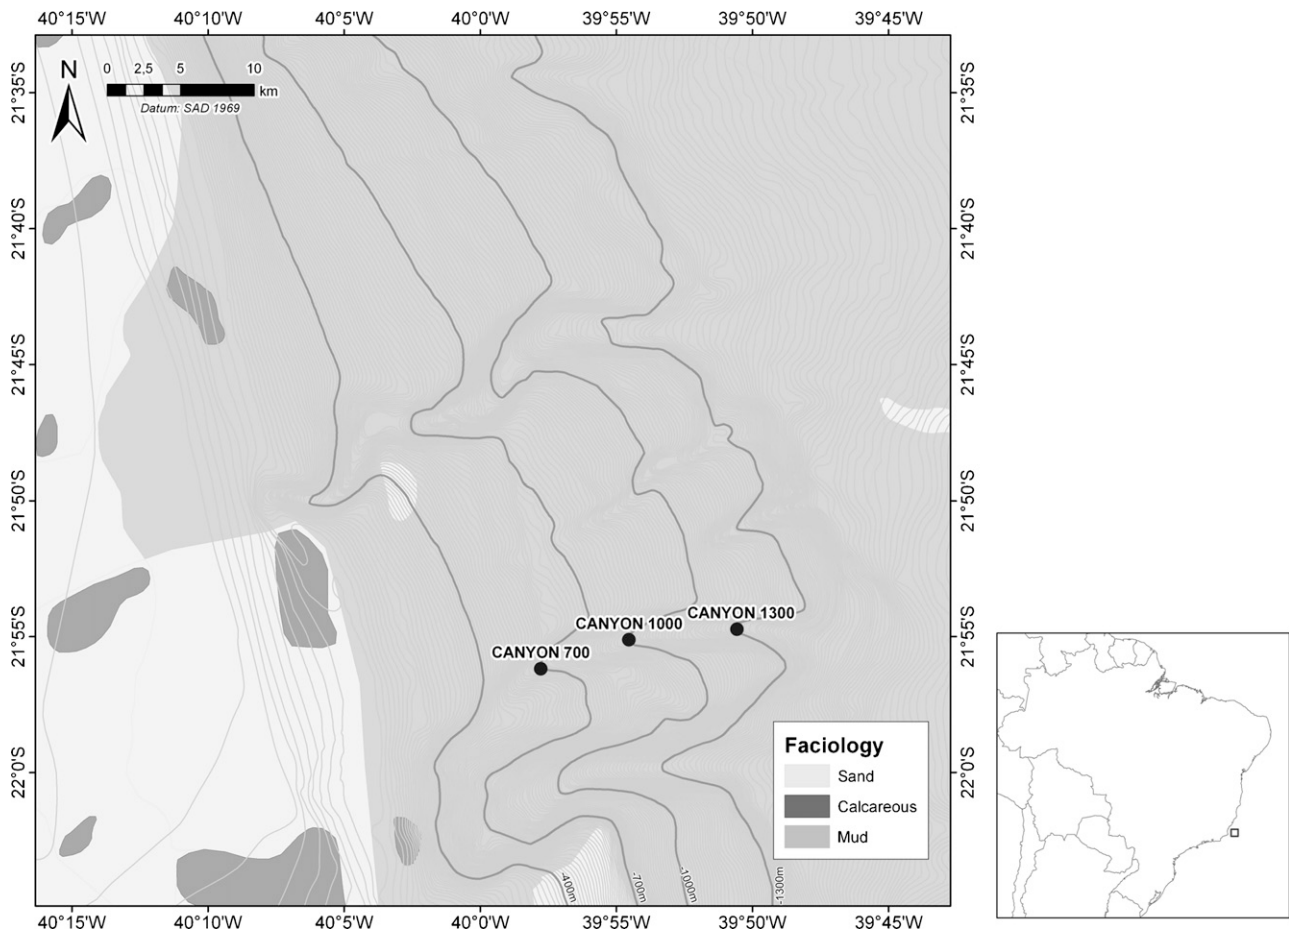 40°15'W 40°10'W 40°5'W 40°0'W 39°55'W 39°50'W 39°45'W
N
0 2,5 5 10
km
Datum: SAD 1969
21°35'S 21°35'S
21°40'S 21°40'S
21°45'S 21°45'S
21°50'S 21°50'S
21°55'S 21°55'S
22°0'S 22°0'S
CANYON 1300
CANYON 1000
CANYON 700
Faciology
Sand
Calcareous
Mud
-400m
-700m
-1000m
-1300m
40°15'W 40°10'W 40°5'W 40°0'W 39°55'W 39°50'W 39°45'W